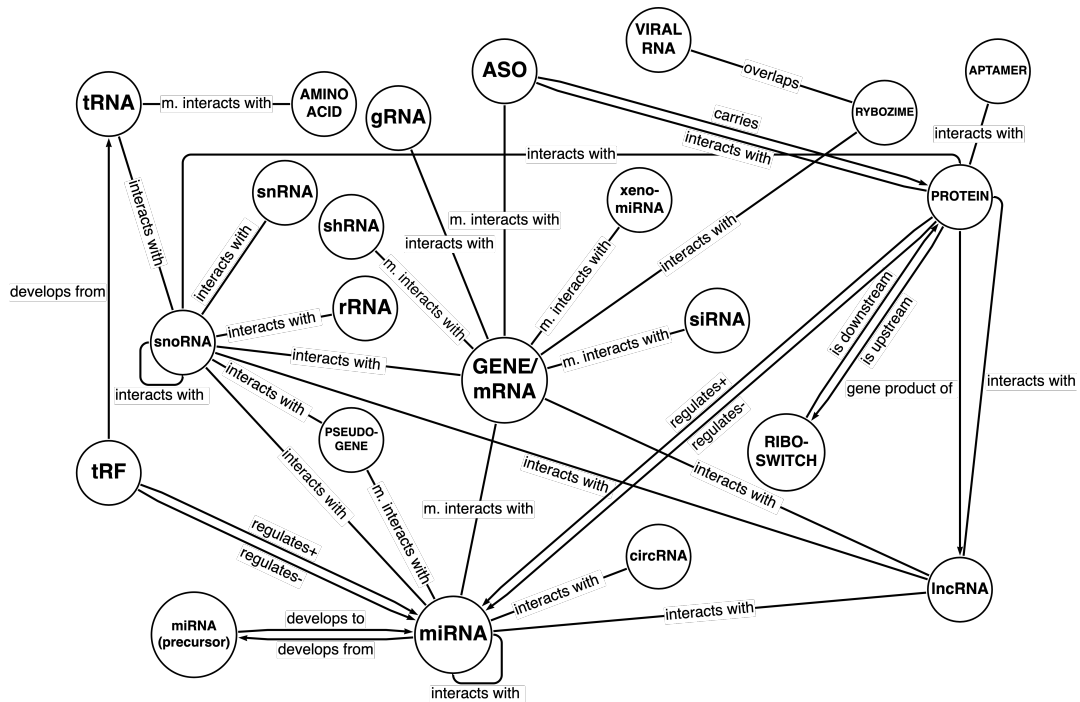 VIRAL
RNA
ASO
APTAMER
overlaps
tRNA
m. interacts with
AMINO
ACID
gRNA
RYBOZIME
carries
interacts with
interacts with
interacts with
snRNA
xeno-
miRNA
PROTEIN
interacts with
shRNA
m. interacts with
interacts with
interacts with
interacts with
m. interacts with
m. interacts with
develops from
rRNA
interacts with
siRNA
is downstream
is upstream
snoRNA
interacts with
GENE/
mRNA
m. interacts with
interacts with
interacts with
regulates+
regulates-
gene product of
interacts with
PSEUDO-
GENE
RIBO-
SWITCH
tRF
interacts with
interacts with
interacts with
m. interacts with
m. interacts with
regulates+
regulates-
circRNA
interacts with
lncRNA
miRNA
(precursor)
develops to
develops from
miRNA
interacts with
interacts with